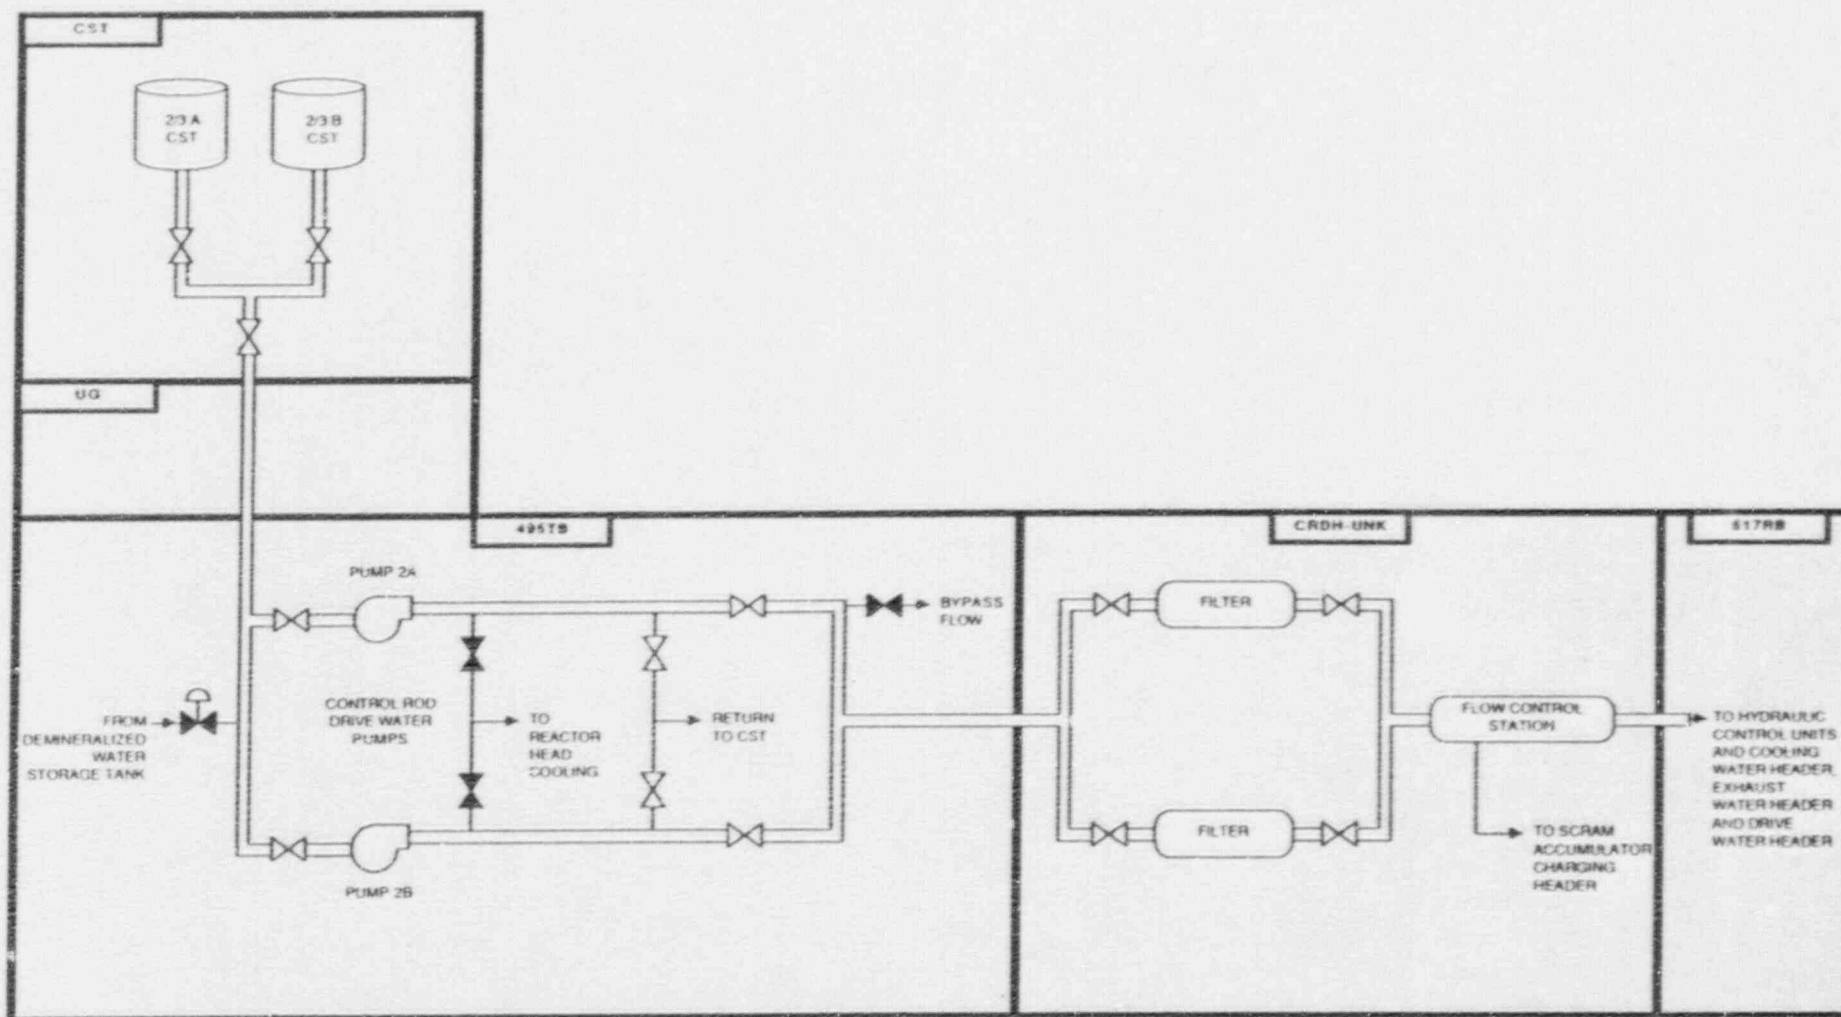 CST
2/3 A
CST
2/3 B
CST
UG
495TB
CRDH-UNK
517RB
PUMP 2A
BYPASS
FLOW
FILTER
CONTROL ROD
DRIVE WATER
PUMPS
TO
REACTOR
HEAD
COOLING
RETURN
TO CST
FROM
DEMINERALIZED
WATER
STORAGE TANK
FLOW CONTROL
STATION
TO HYDRAULIC
CONTROL UNITS
AND COOLING
WATER HEADER,
EXHAUST
WATER HEADER
AND DRIVE
WATER HEADER
FILTER
TO SCRAM
ACCUMULATOR
CHARGING
HEADER
PUMP 2B